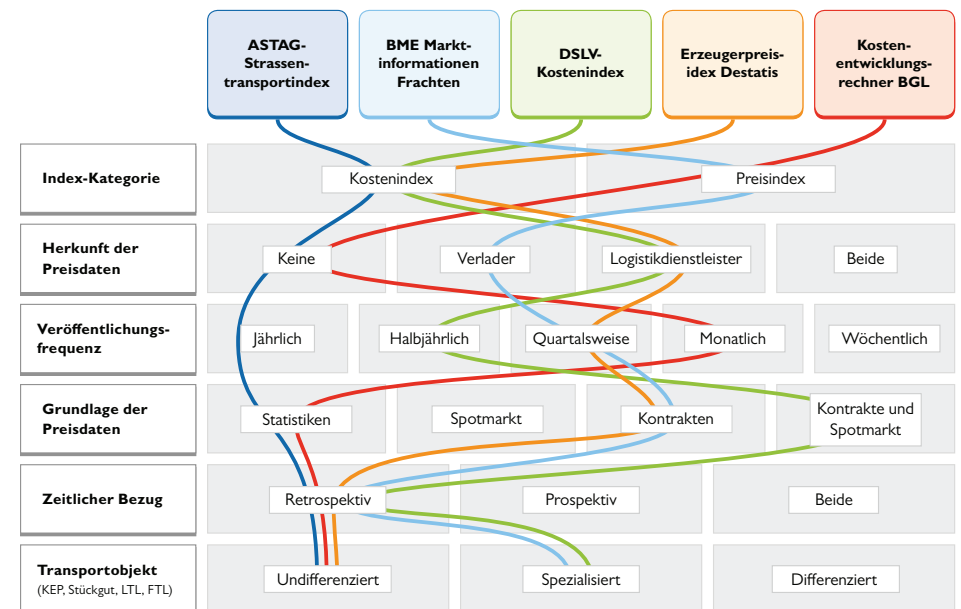 ASTAG-
Strassen-
transportindex
BME Markt-
informationen
Frachten
DSLV-
Kostenindex
Erzeugerpreis-
idex Destatis
Kosten-
entwicklungs-
rechner BGL
Index-Kategorie
Kostenindex
Preisindex
Herkunft der
Preisdaten
Keine
Verlader
Logistikdienstleister
Beide
Veröffentlichungs-
frequenz
Jährlich
Halbjährlich
Quartalsweise
Monatlich
Wöchentlich
Grundlage der
Preisdaten
Statistiken
Spotmarkt
Kontrakten
Kontrakte und
Spotmarkt
Zeitlicher Bezug
Retrospektiv
Prospektiv
Beide
Transportobjekt
(KEP, Stückgut, LTL, FTL)
Undifferenziert
Spezialisiert
Differenziert